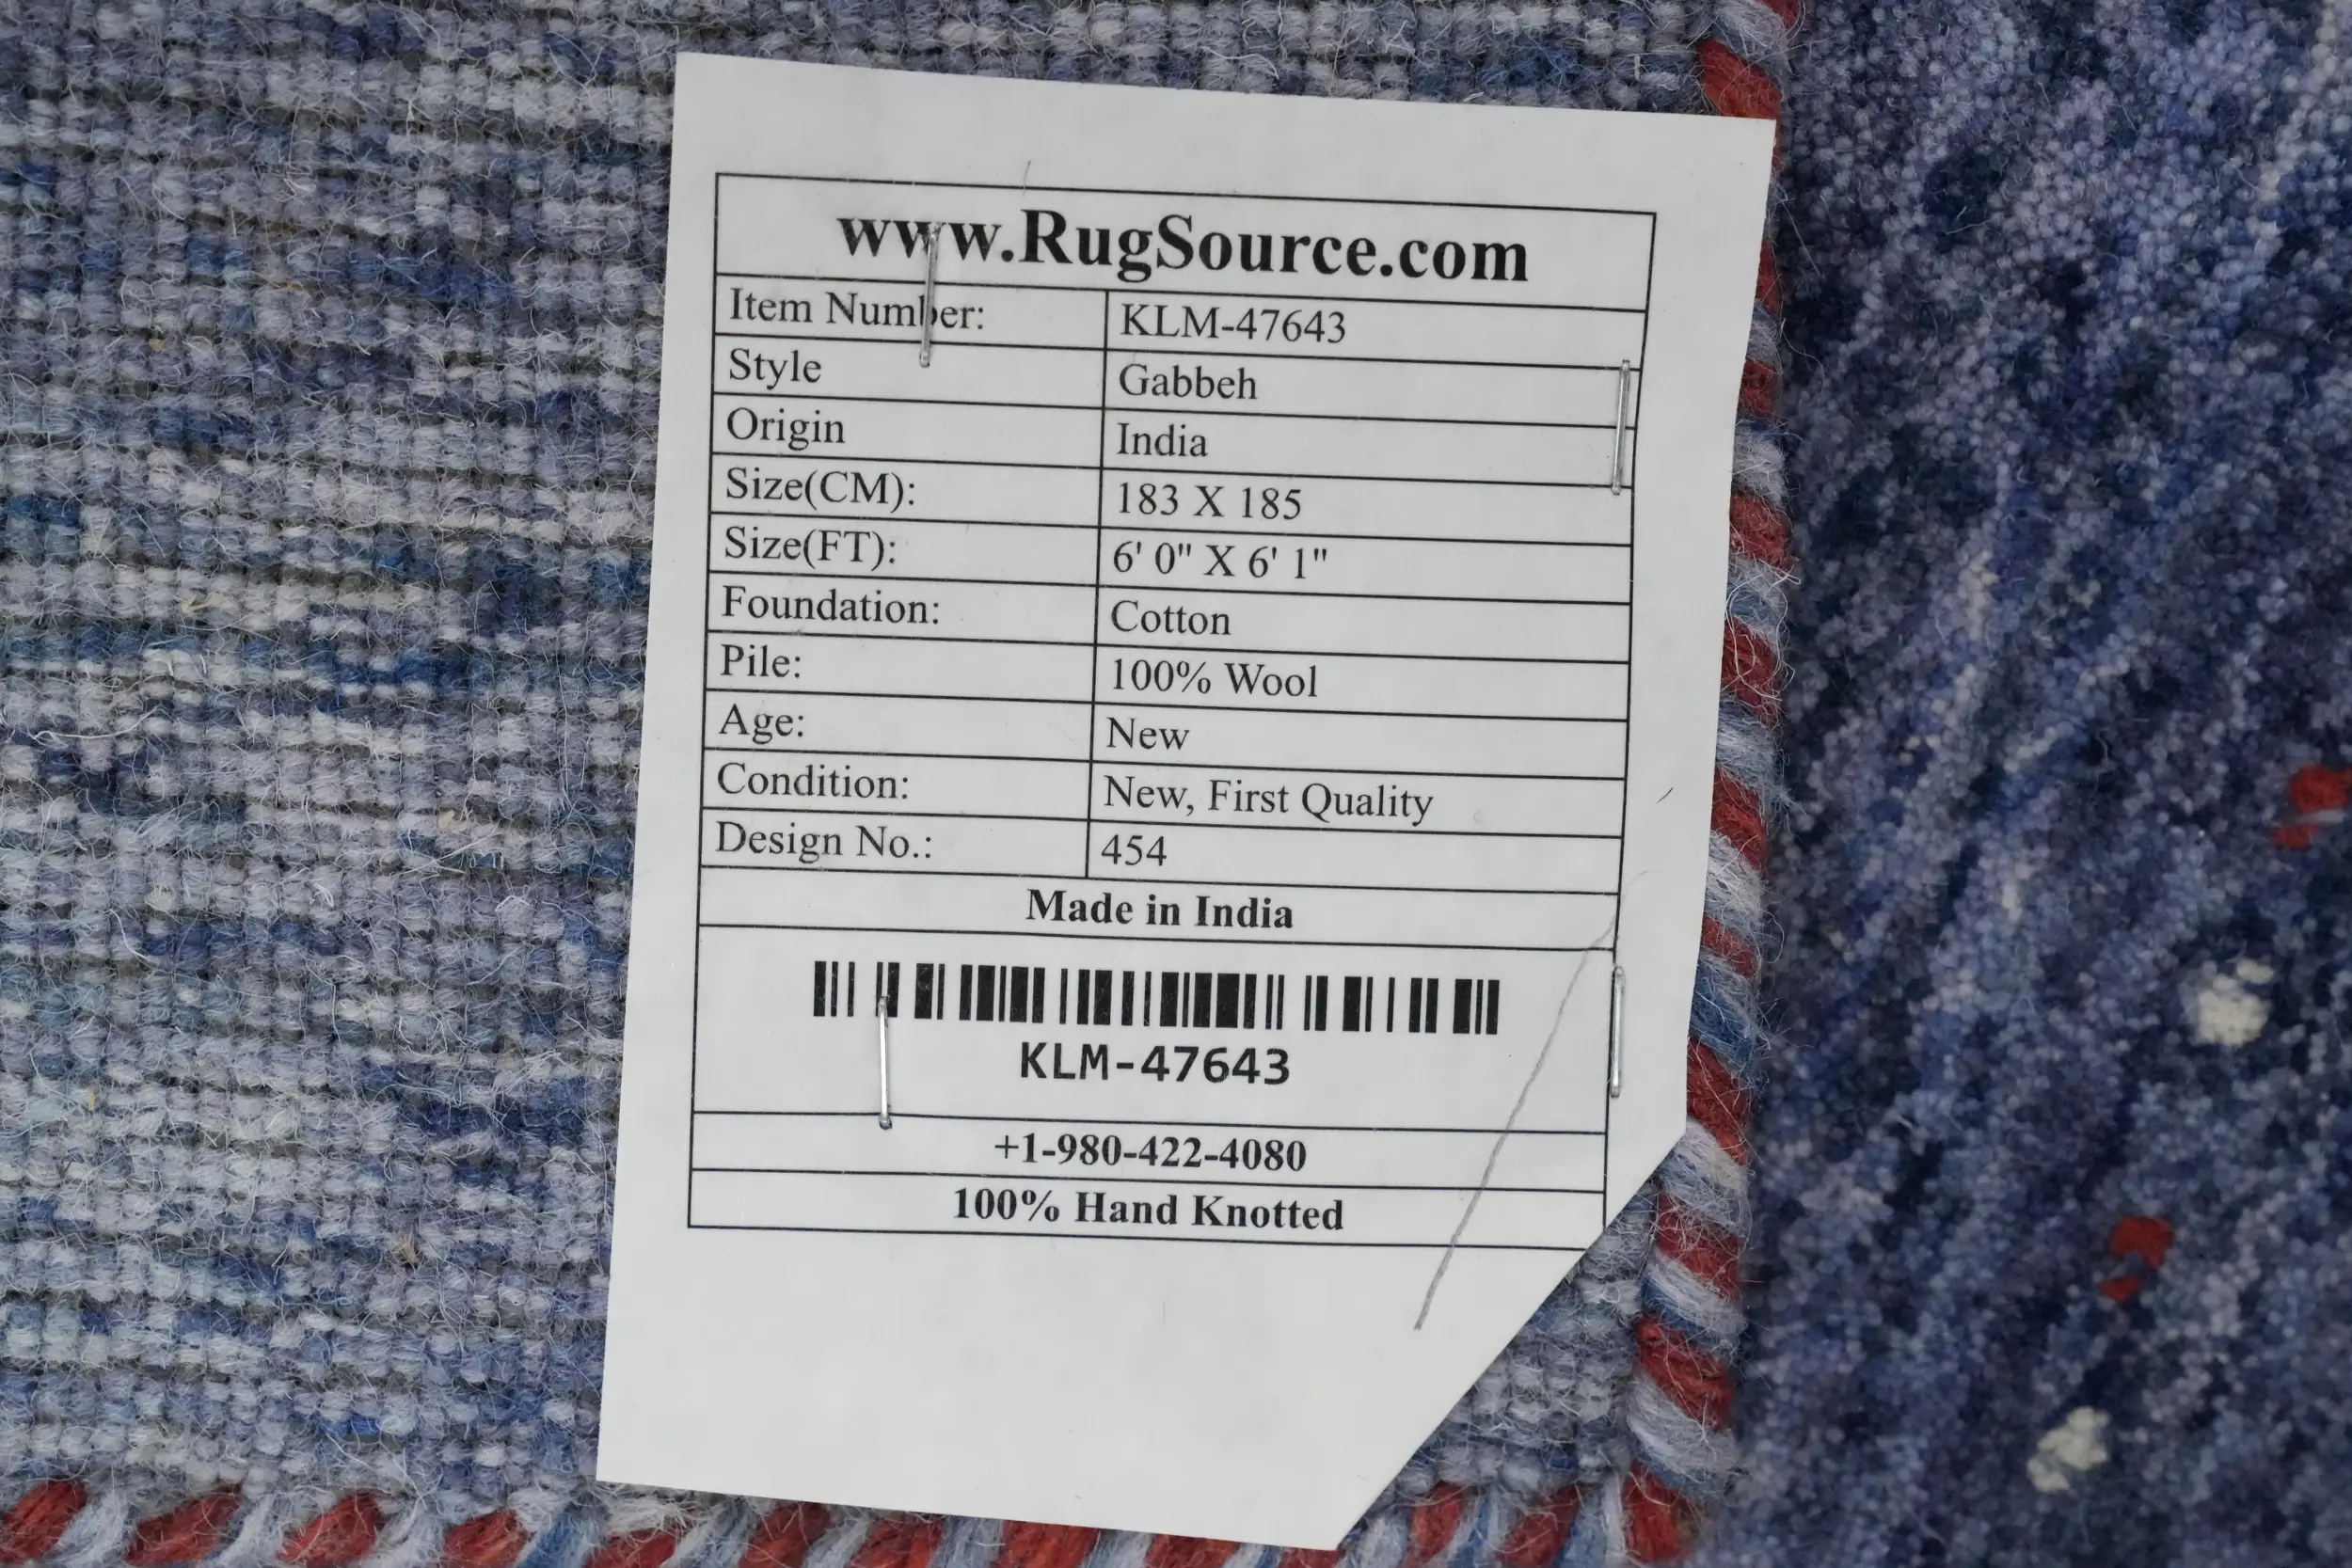 www.RugSource.com
Item Number: KLM-47643
Style Gabbeh
Origin India
Size(CM): 183 X 185
Size(FT): 6' 0" X 6' 1"
Foundation: Cotton
Pile: 100% Wool
Age: New
Condition: New, First Quality
Design No.: 454
Made in India
KLM-47643
+1-980-422-4080
100% Hand Knotted